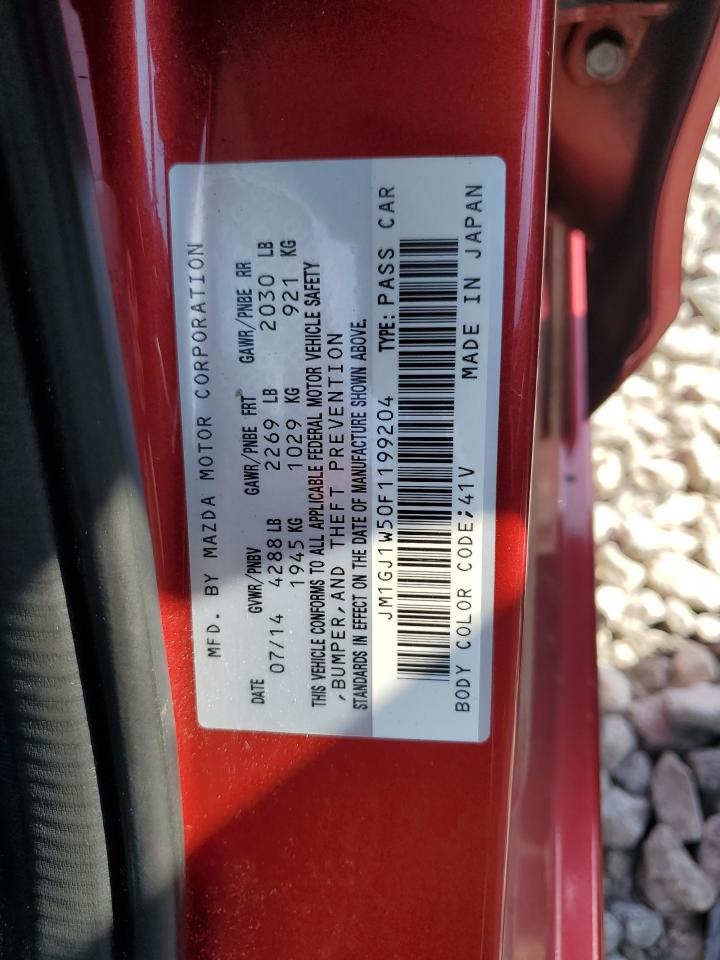 MFD. BY MAZDA MOTOR CORPORATION
DATE GVWR/PNBV GAWR/PNBE FRT GAWR/PNBE RR
07/14 4288 LB 2269 LB 2030 LB
1945 KG 1029 KG 921 KG
THIS VEHICLE CONFORMS TO ALL APPLICABLE FEDERAL MOTOR VEHICLE SAFETY
,BUMPER,AND THEFT PREVENTION
STANDARDS IN EFFECT ON THE DATE OF MANUFACTURE SHOWN ABOVE.
JM1GJ1W50F1199204 TYPE: PASS CAR
BODY COLOR CODE;41V MADE IN JAPAN